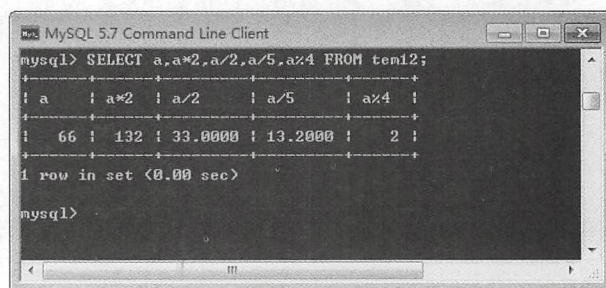 MySQL 5.7 Command Line Client
mysql> SELECT a,a*2,a/2,a/5,a%4 FROM tem12;
+------+------+---------+---------+------+
| a    | a*2  | a/2     | a/5     | a%4  |
+------+------+---------+---------+------+
|   66 |  132 | 33.0000 | 13.2000 |    2 |
+------+------+---------+---------+------+
1 row in set (0.00 sec)
mysql>